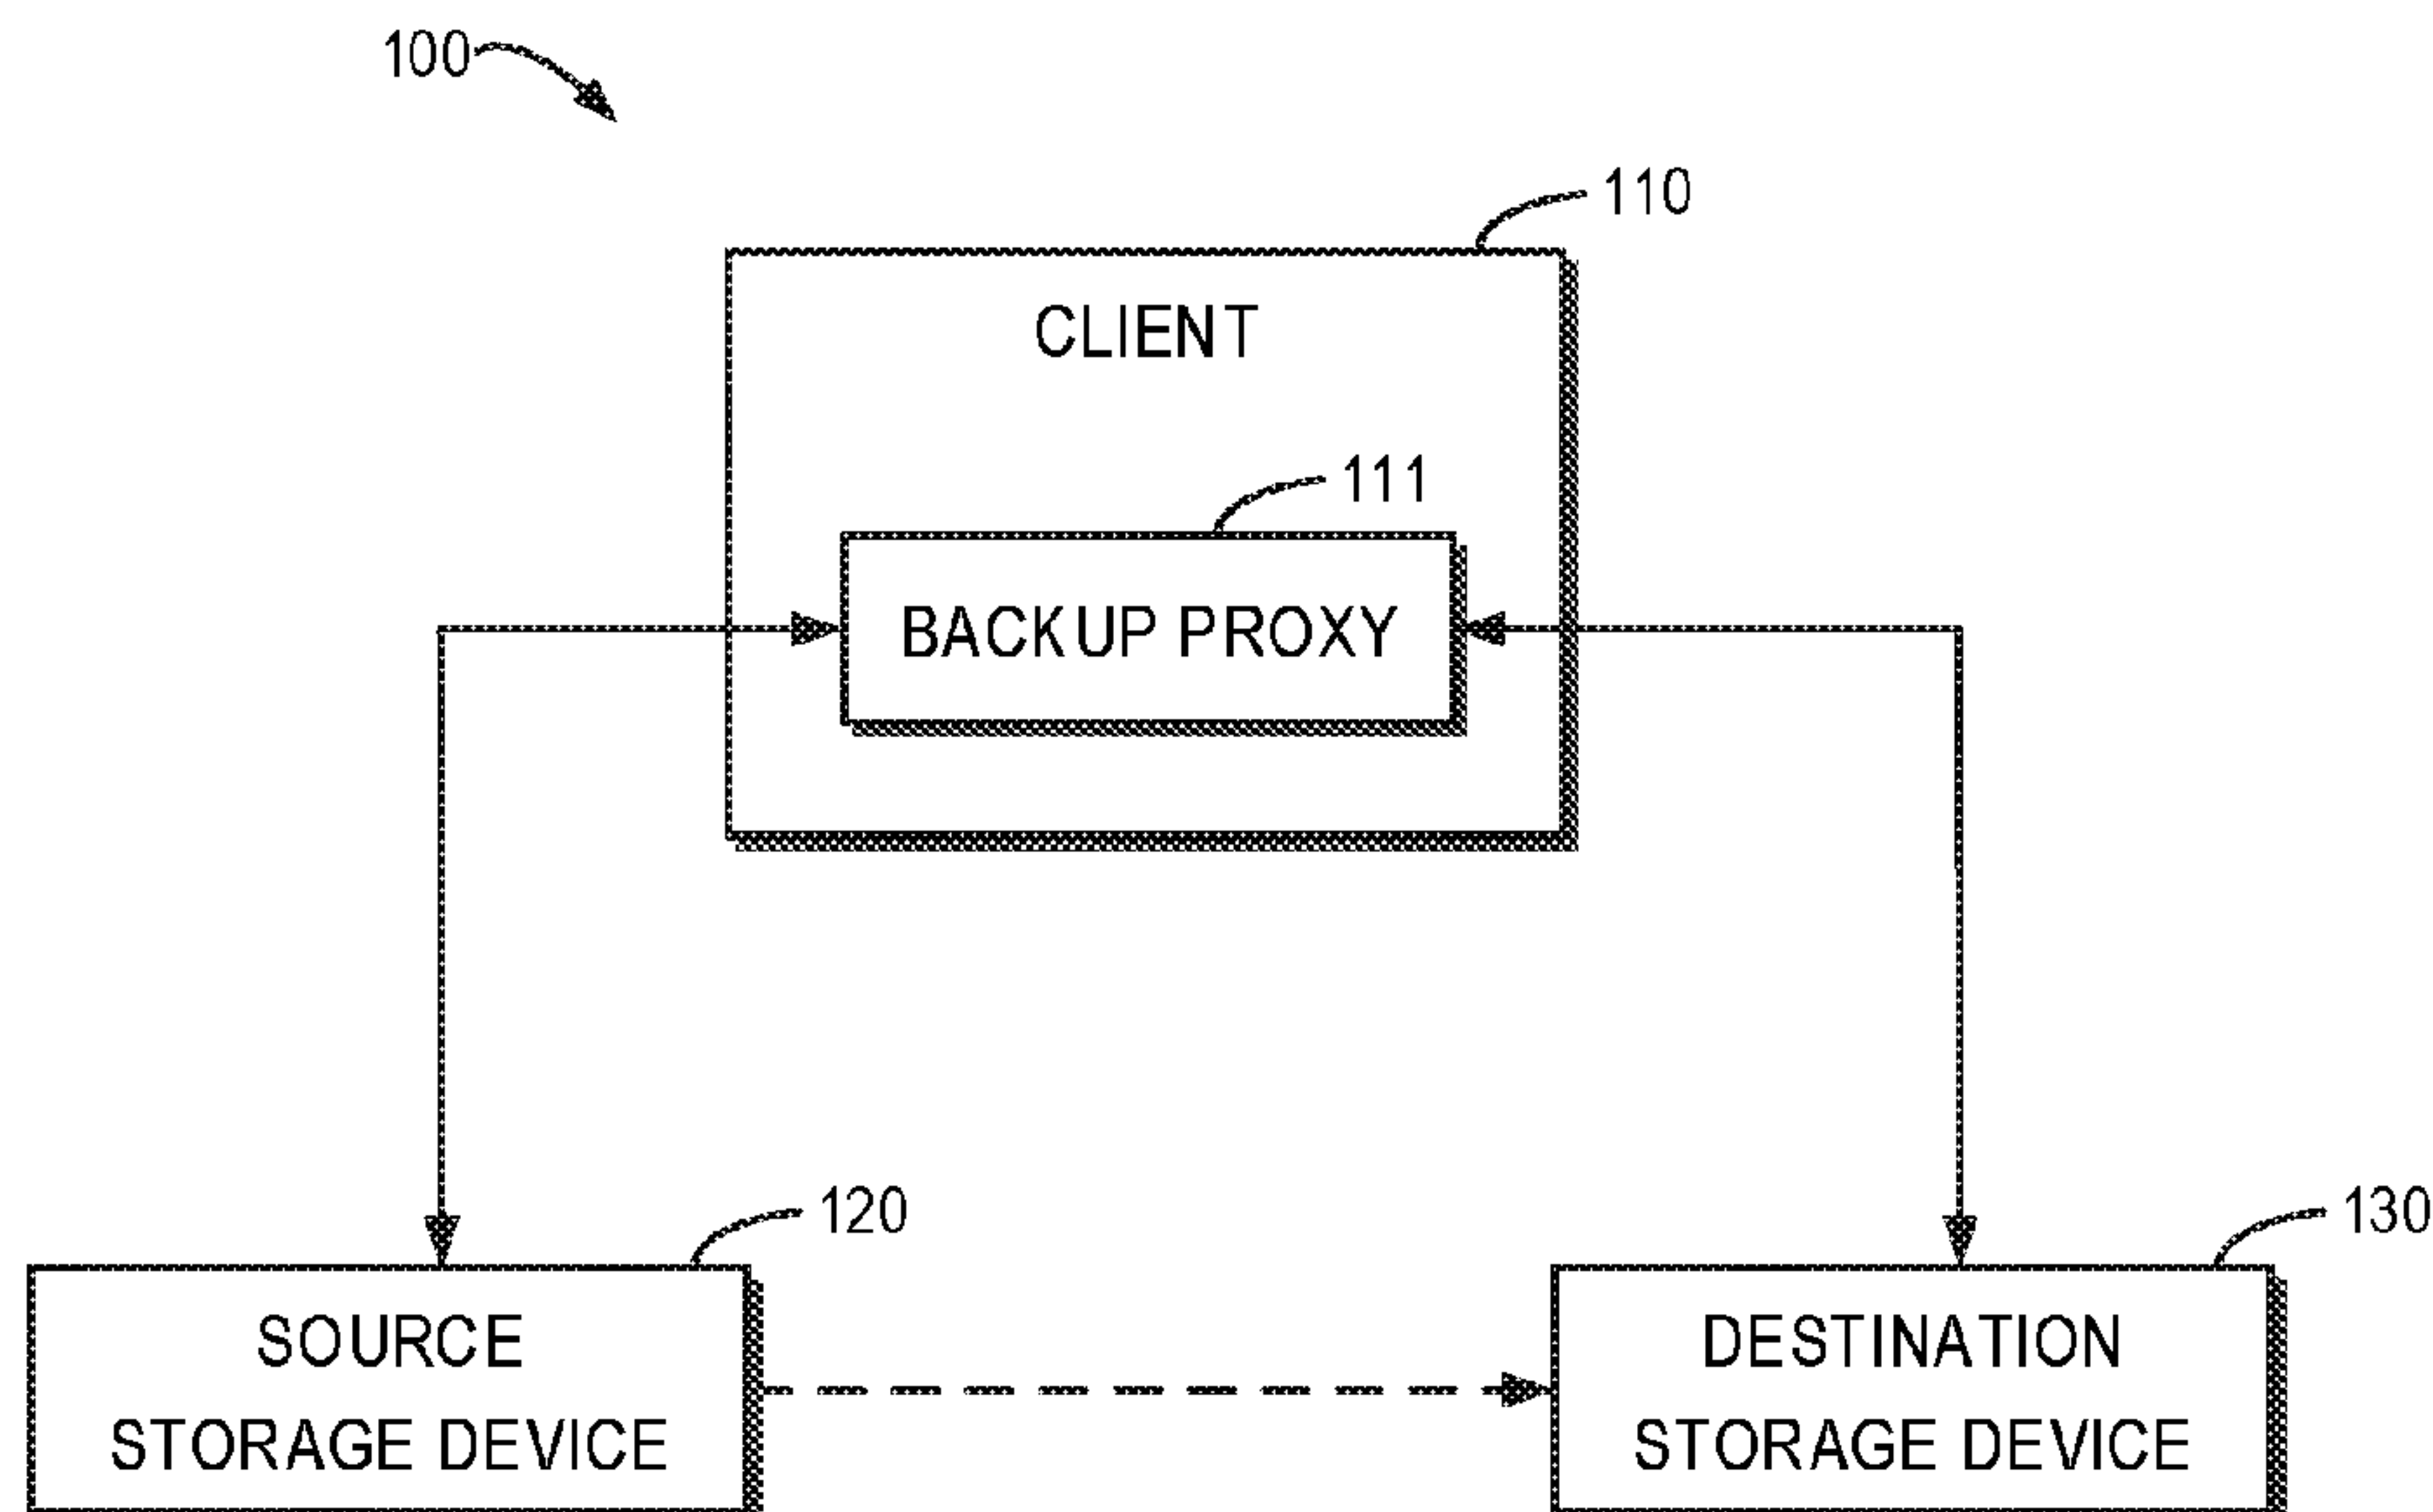 100
110
CLIENT
111
BACKUP PROXY
120
130
SOURCE
STORAGE DEVICE
DESTINATION
STORAGE DEVICE